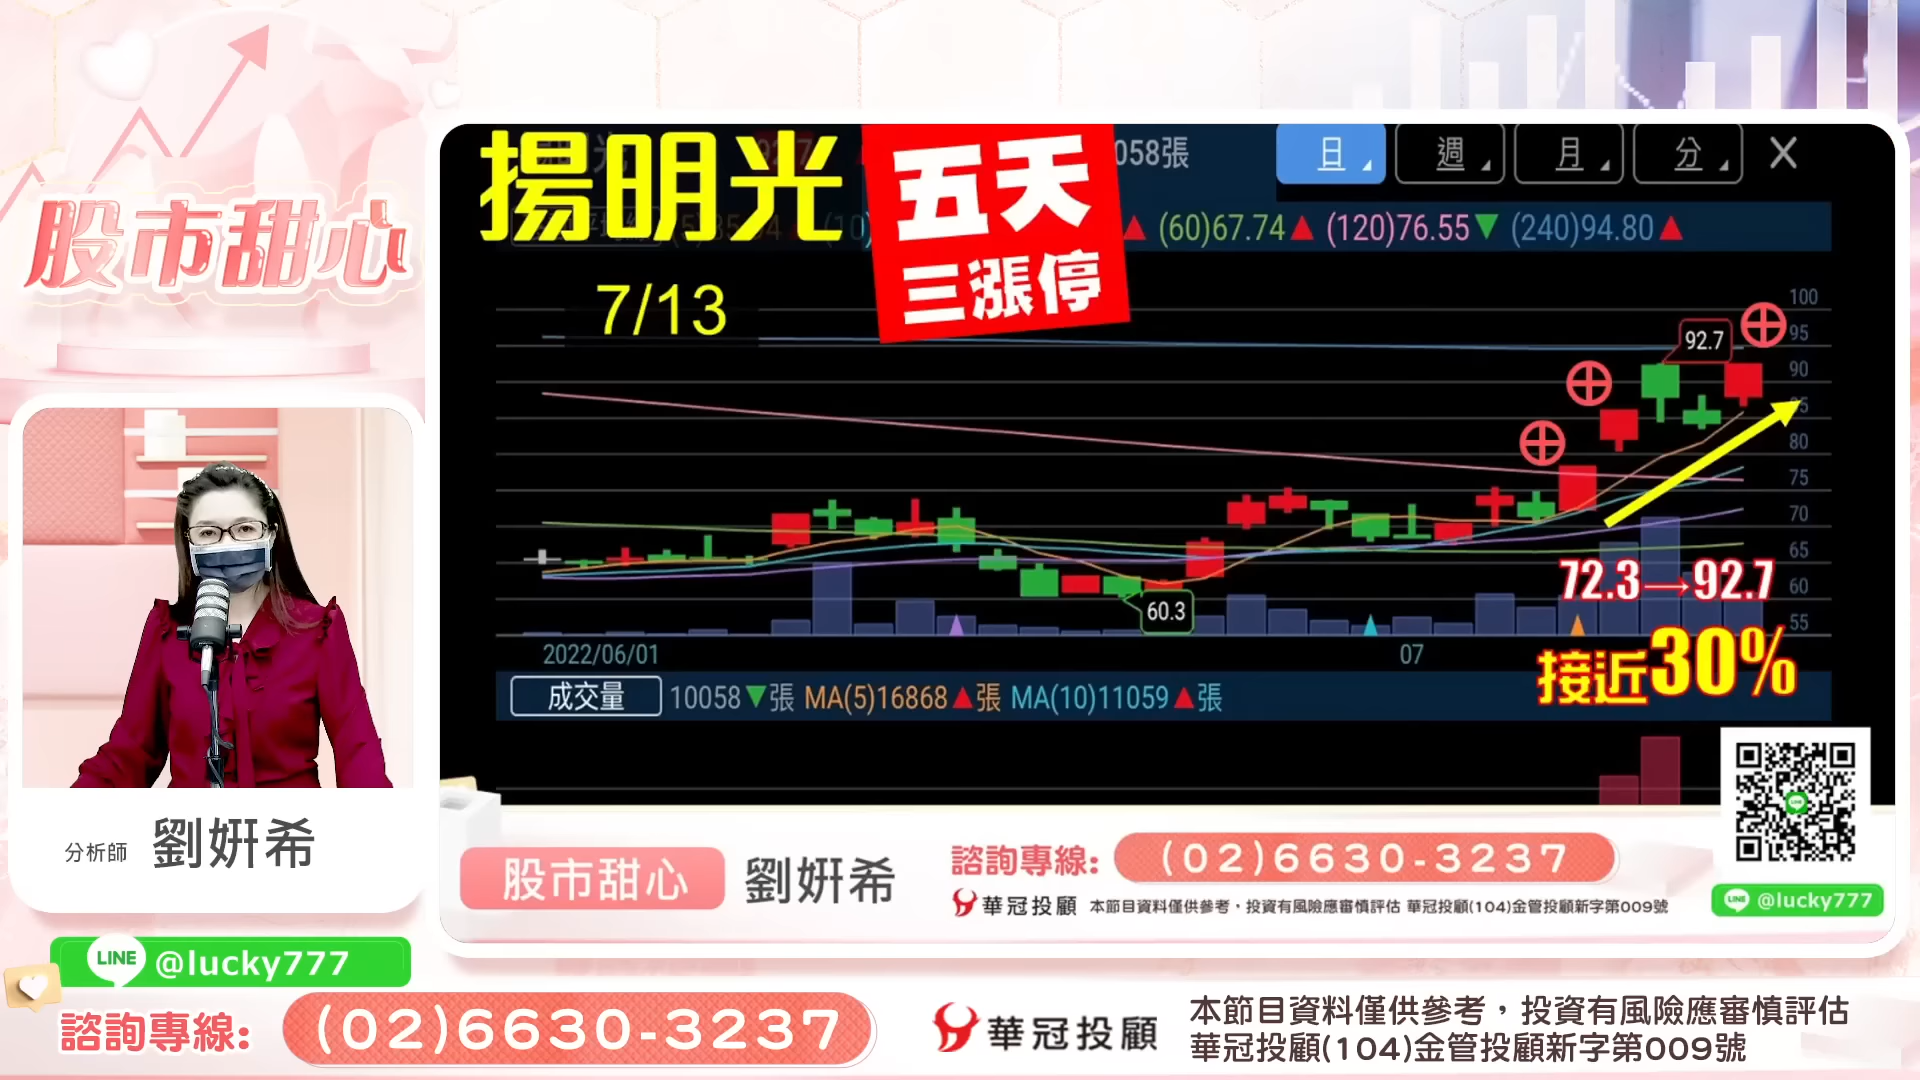 股市甜心
分析師 劉妍希
LINE @lucky777
揚明光
五天
三漲停
7/13
058張
日 週 月 分
(60)67.74▲ (120)76.55▼ (240)94.80▲
100
95
92.7
90
80
75
70
65
60
55
60.3
72.3→92.7
接近30%
2022/06/01
07
成交量 10058▼張 MA(5)16868▲張 MA(10)11059▲張
股市甜心 劉妍希
諮詢專線: (02)6630-3237
華冠投顧 本節目資料僅供參考，投資有風險應審慎評估 華冠投顧(104)金管投顧新字第009號
LINE @lucky777
諮詢專線: (02)6630-3237
華冠投顧
本節目資料僅供參考，投資有風險應審慎評估
華冠投顧(104)金管投顧新字第009號